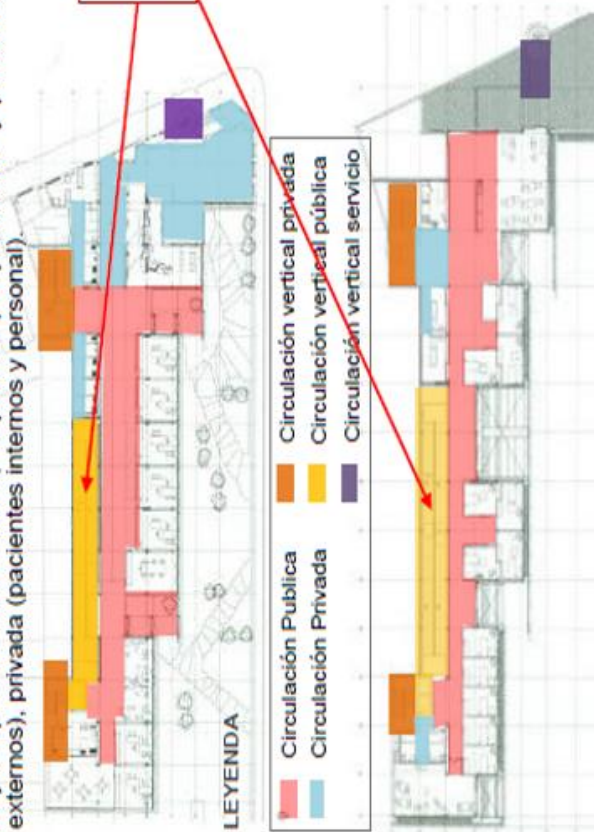 externos), privada (pacientes internos y personal)
LEYENDA
Circulación Publica
Circulación Privada
Circulación vertical privada
Circulación vertical pública
Circulación vertical servicio